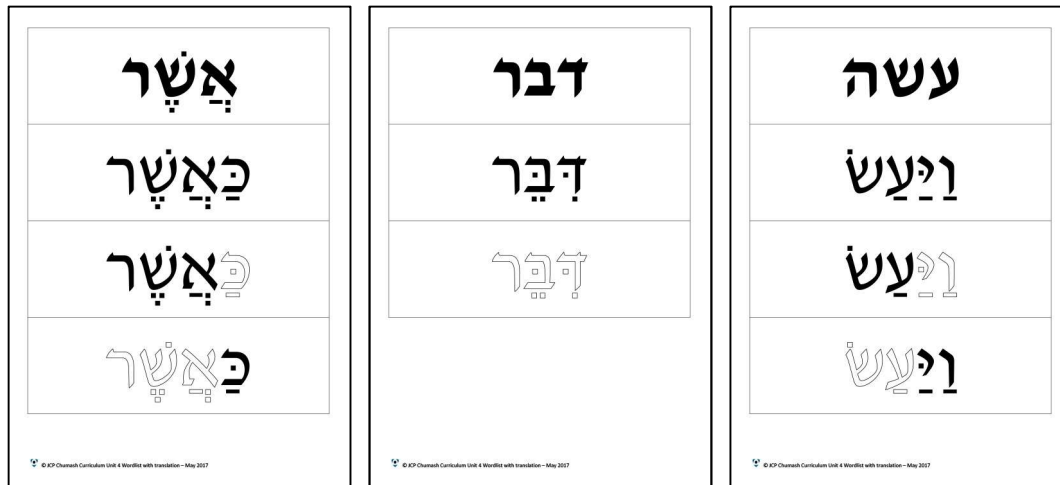 אֲשֶׁר
כַּאֲשֶׁר
כַּאֲשֶׁר
כַּאֲשֶׁר
© JCP Chumash Curriculum Unit 4 Wordlist with translation – May 2017
דבר
דִּבֵּר
דִּבֵּר
© JCP Chumash Curriculum Unit 4 Wordlist with translation – May 2017
עשה
וַיַּעַשׂ
וַיַּעַשׂ
וַיַּעַשׂ
© JCP Chumash Curriculum Unit 4 Wordlist with translation – May 2017